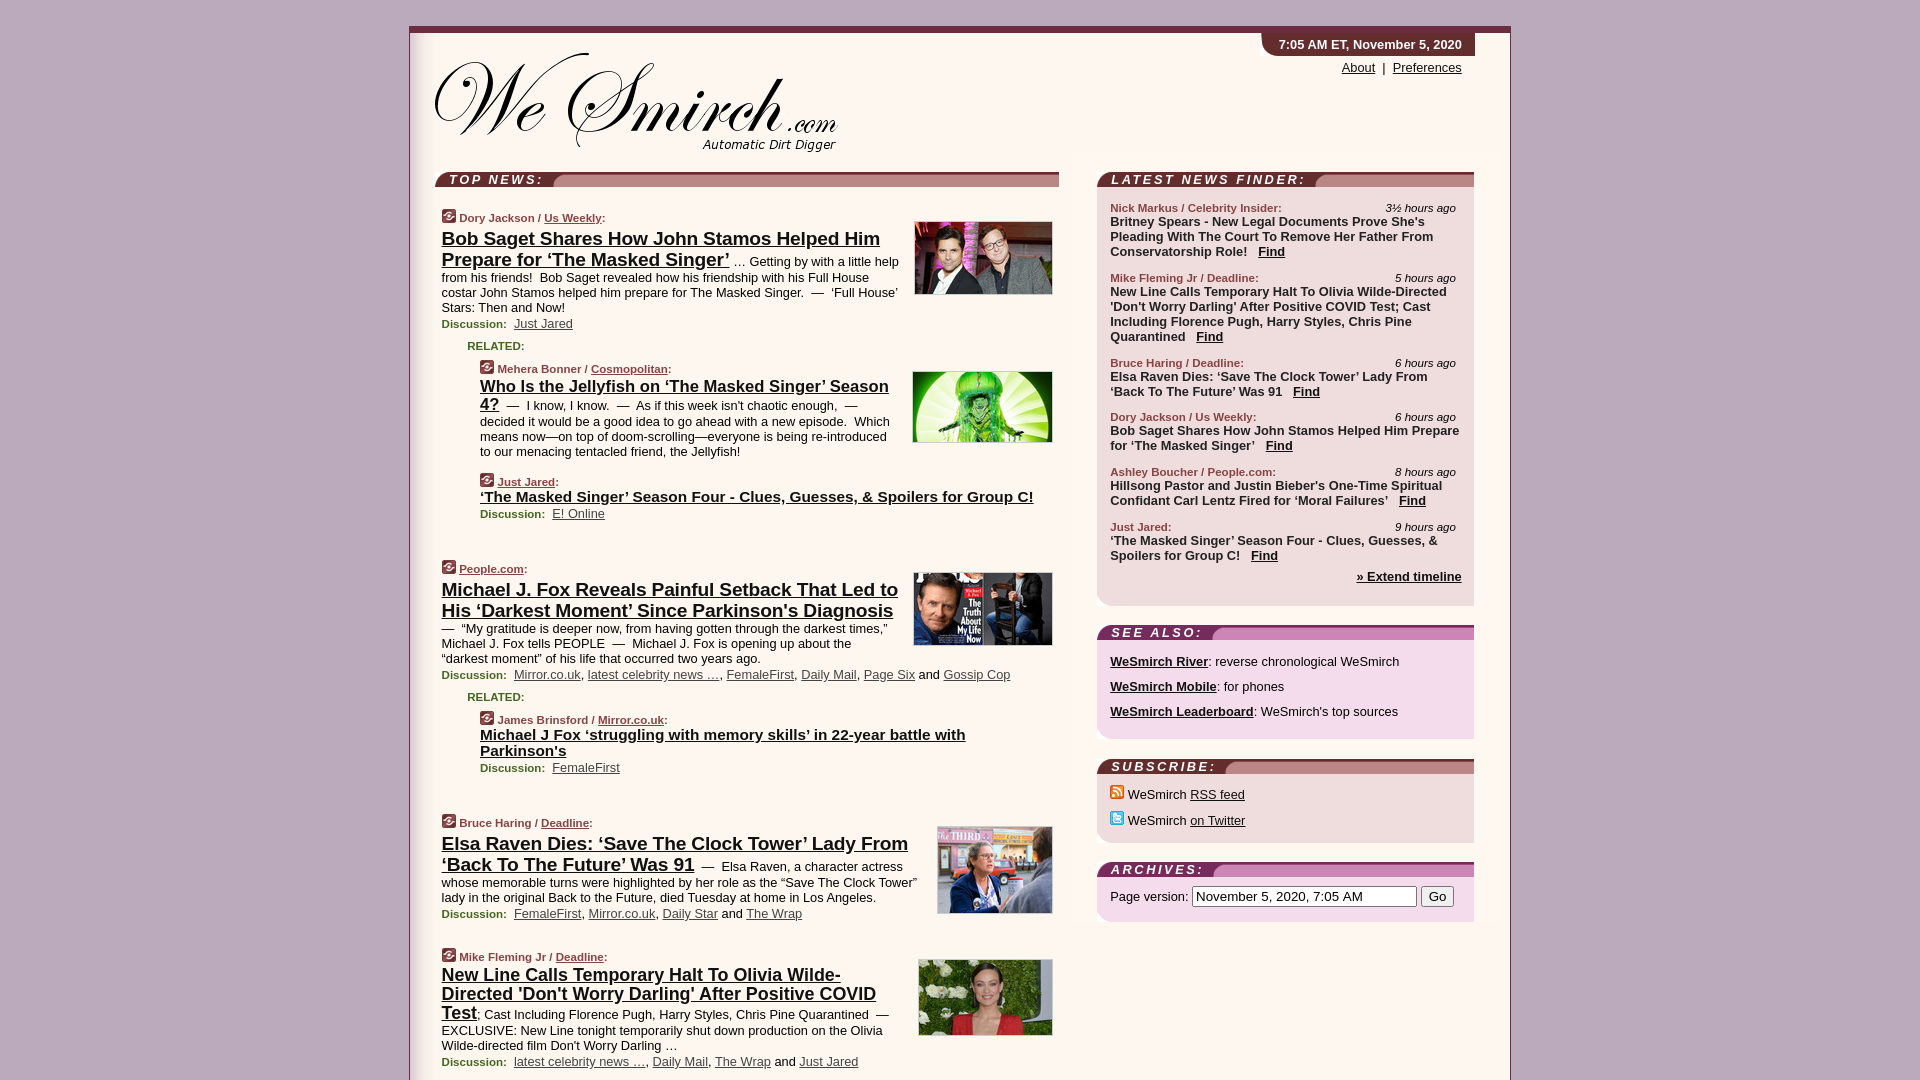 7:05 AM ET, November 5, 2020
About | Preferences
We Smirch.com
Automatic Dirt Digger
TOP NEWS:
Dory Jackson / Us Weekly:
Bob Saget Shares How John Stamos Helped Him
Prepare for ‘The Masked Singer’ … Getting by with a little help
from his friends! Bob Saget revealed how his friendship with his Full House
costar John Stamos helped him prepare for The Masked Singer. — ‘Full House’
Stars: Then and Now!
Discussion: Just Jared
RELATED:
Mehera Bonner / Cosmopolitan:
Who Is the Jellyfish on ‘The Masked Singer’ Season
4? — I know, I know. — As if this week isn't chaotic enough, —
decided it would be a good idea to go ahead with a new episode. Which
means now—on top of doom-scrolling—everyone is being re-introduced
to our menacing tentacled friend, the Jellyfish!
Just Jared:
‘The Masked Singer’ Season Four - Clues, Guesses, & Spoilers for Group C!
Discussion: E! Online
People.com:
Michael J. Fox Reveals Painful Setback That Led to
His ‘Darkest Moment’ Since Parkinson's Diagnosis
— “My gratitude is deeper now, from having gotten through the darkest times,”
Michael J. Fox tells PEOPLE — Michael J. Fox is opening up about the
“darkest moment” of his life that occurred two years ago.
Michael
J. Fox
The
Truth
About
My Life
Now
Discussion: Mirror.co.uk, latest celebrity news …, FemaleFirst, Daily Mail, Page Six and Gossip Cop
RELATED:
James Brinsford / Mirror.co.uk:
Michael J Fox ‘struggling with memory skills’ in 22-year battle with
Parkinson's
Discussion: FemaleFirst
Bruce Haring / Deadline:
Elsa Raven Dies: ‘Save The Clock Tower’ Lady From
‘Back To The Future’ Was 91 — Elsa Raven, a character actress
whose memorable turns were highlighted by her role as the “Save The Clock Tower”
lady in the original Back to the Future, died Tuesday at home in Los Angeles.
The THIRD
Discussion: FemaleFirst, Mirror.co.uk, Daily Star and The Wrap
Mike Fleming Jr / Deadline:
New Line Calls Temporary Halt To Olivia Wilde-
Directed 'Don't Worry Darling' After Positive COVID
Test; Cast Including Florence Pugh, Harry Styles, Chris Pine Quarantined —
EXCLUSIVE: New Line tonight temporarily shut down production on the Olivia
Wilde-directed film Don't Worry Darling …
Discussion: latest celebrity news …, Daily Mail, The Wrap and Just Jared
LATEST NEWS FINDER:
Nick Markus / Celebrity Insider: 3½ hours ago
Britney Spears - New Legal Documents Prove She's
Pleading With The Court To Remove Her Father From
Conservatorship Role! Find
Mike Fleming Jr / Deadline: 5 hours ago
New Line Calls Temporary Halt To Olivia Wilde-Directed
'Don't Worry Darling' After Positive COVID Test; Cast
Including Florence Pugh, Harry Styles, Chris Pine
Quarantined Find
Bruce Haring / Deadline: 6 hours ago
Elsa Raven Dies: ‘Save The Clock Tower’ Lady From
‘Back To The Future’ Was 91 Find
Dory Jackson / Us Weekly: 6 hours ago
Bob Saget Shares How John Stamos Helped Him Prepare
for ‘The Masked Singer’ Find
Ashley Boucher / People.com: 8 hours ago
Hillsong Pastor and Justin Bieber's One-Time Spiritual
Confidant Carl Lentz Fired for ‘Moral Failures’ Find
Just Jared: 9 hours ago
‘The Masked Singer’ Season Four - Clues, Guesses, &
Spoilers for Group C! Find
» Extend timeline
SEE ALSO:
WeSmirch River: reverse chronological WeSmirch
WeSmirch Mobile: for phones
WeSmirch Leaderboard: WeSmirch's top sources
SUBSCRIBE:
WeSmirch RSS feed
WeSmirch on Twitter
ARCHIVES:
Page version: November 5, 2020, 7:05 AM Go